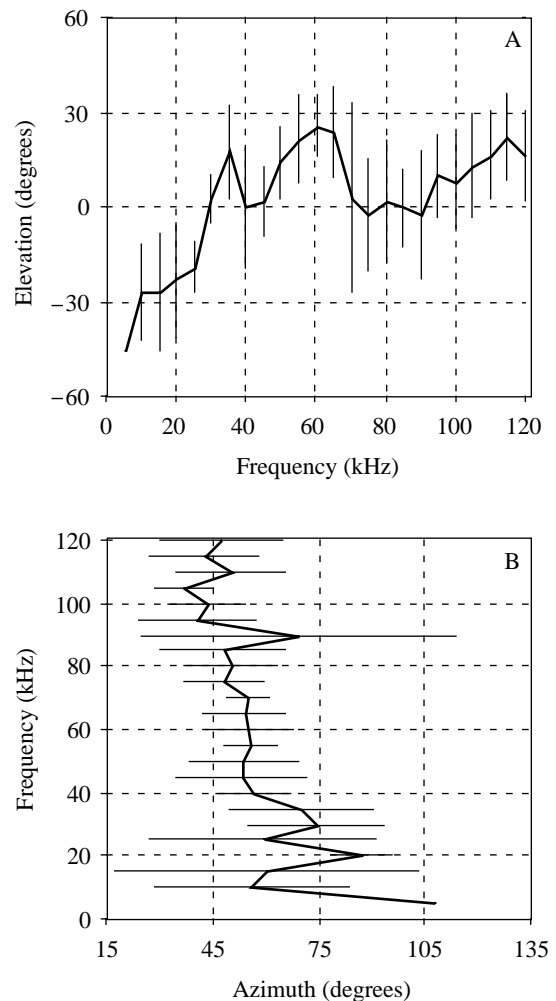 A
60
30
0
−30
−60
Elevation (degrees)
0 20 40 60 80 100 120
Frequency (kHz)
B
120
100
80
60
40
20
0
Frequency (kHz)
15 45 75 105 135
Azimuth (degrees)